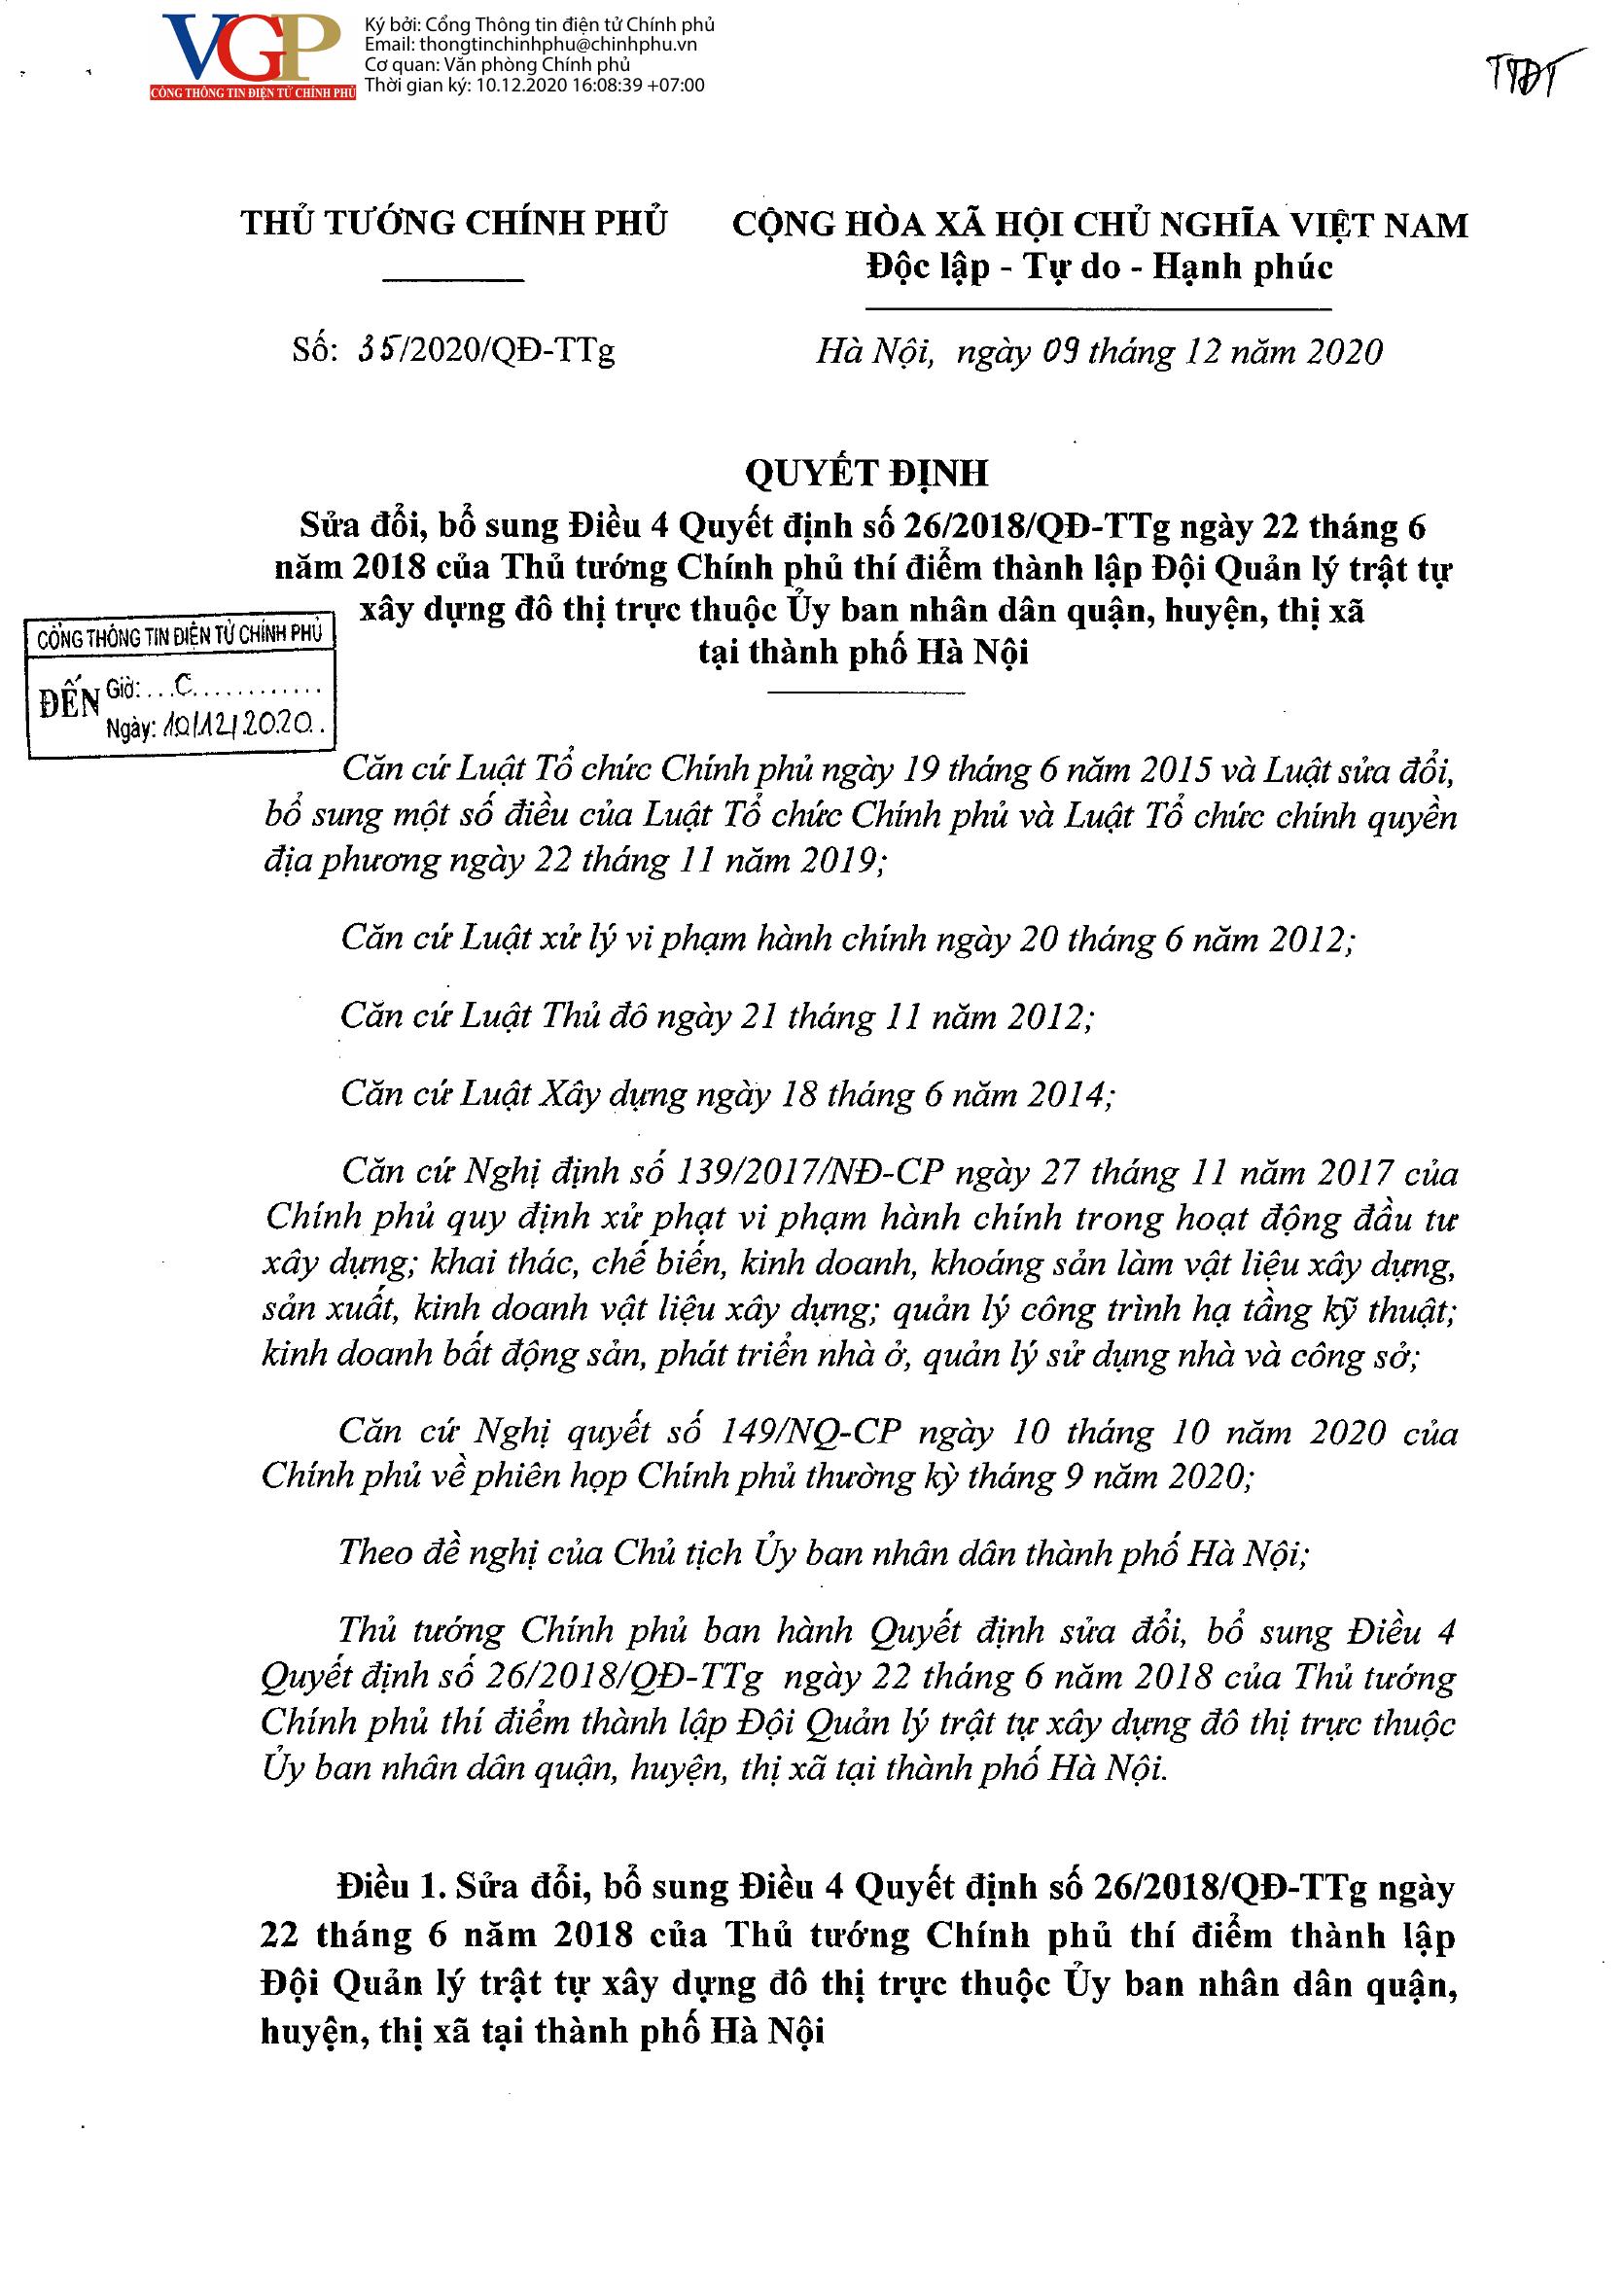 VGP
CỔNG THÔNG TIN ĐIỆN TỬ CHÍNH PHỦ
Ký bởi: Cổng Thông tin điện tử Chính phủ
Email: thongtinchinhphu@chinhphu.vn
Cơ quan: Văn phòng Chính phủ
Thời gian ký: 10.12.2020 16:08:39 +07:00
TTĐT
THỦ TƯỚNG CHÍNH PHỦ
CỘNG HÒA XÃ HỘI CHỦ NGHĨA VIỆT NAM
Độc lập - Tự do - Hạnh phúc
Số: 35/2020/QĐ-TTg
Hà Nội, ngày 09 tháng 12 năm 2020
QUYẾT ĐỊNH
Sửa đổi, bổ sung Điều 4 Quyết định số 26/2018/QĐ-TTg ngày 22 tháng 6
năm 2018 của Thủ tướng Chính phủ thí điểm thành lập Đội Quản lý trật tự
xây dựng đô thị trực thuộc Ủy ban nhân dân quận, huyện, thị xã
tại thành phố Hà Nội
CỔNG THÔNG TIN ĐIỆN TỬ CHÍNH PHỦ
ĐẾN
Giờ: ...C............
Ngày: 10/12/2020..
Căn cứ Luật Tổ chức Chính phủ ngày 19 tháng 6 năm 2015 và Luật sửa đổi,
bổ sung một số điều của Luật Tổ chức Chính phủ và Luật Tổ chức chính quyền
địa phương ngày 22 tháng 11 năm 2019;
Căn cứ Luật xử lý vi phạm hành chính ngày 20 tháng 6 năm 2012;
Căn cứ Luật Thủ đô ngày 21 tháng 11 năm 2012;
Căn cứ Luật Xây dựng ngày 18 tháng 6 năm 2014;
Căn cứ Nghị định số 139/2017/NĐ-CP ngày 27 tháng 11 năm 2017 của
Chính phủ quy định xử phạt vi phạm hành chính trong hoạt động đầu tư
xây dựng; khai thác, chế biến, kinh doanh, khoáng sản làm vật liệu xây dựng,
sản xuất, kinh doanh vật liệu xây dựng; quản lý công trình hạ tầng kỹ thuật;
kinh doanh bất động sản, phát triển nhà ở, quản lý sử dụng nhà và công sở;
Căn cứ Nghị quyết số 149/NQ-CP ngày 10 tháng 10 năm 2020 của
Chính phủ về phiên họp Chính phủ thường kỳ tháng 9 năm 2020;
Theo đề nghị của Chủ tịch Ủy ban nhân dân thành phố Hà Nội;
Thủ tướng Chính phủ ban hành Quyết định sửa đổi, bổ sung Điều 4
Quyết định số 26/2018/QĐ-TTg ngày 22 tháng 6 năm 2018 của Thủ tướng
Chính phủ thí điểm thành lập Đội Quản lý trật tự xây dựng đô thị trực thuộc
Ủy ban nhân dân quận, huyện, thị xã tại thành phố Hà Nội.
Điều 1. Sửa đổi, bổ sung Điều 4 Quyết định số 26/2018/QĐ-TTg ngày
22 tháng 6 năm 2018 của Thủ tướng Chính phủ thí điểm thành lập
Đội Quản lý trật tự xây dựng đô thị trực thuộc Ủy ban nhân dân quận,
huyện, thị xã tại thành phố Hà Nội